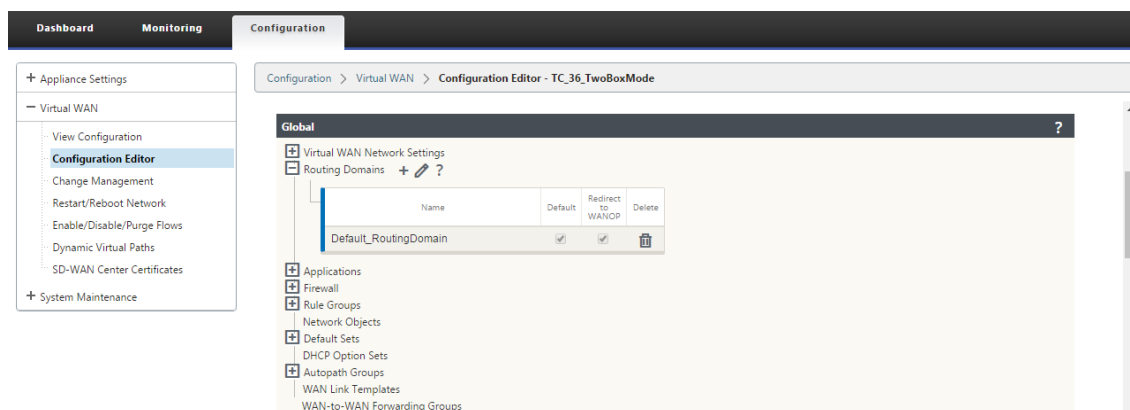 Dashboard Monitoring Configuration
+ Appliance Settings
− Virtual WAN
View Configuration
Configuration Editor
Change Management
Restart/Reboot Network
Enable/Disable/Purge Flows
Dynamic Virtual Paths
SD-WAN Center Certificates
+ System Maintenance
Configuration > Virtual WAN > Configuration Editor - TC_36_TwoBoxMode
Global ?
+ Virtual WAN Network Settings
− Routing Domains + ?
Name Default Redirect to WANOP Delete
Default_RoutingDomain
+ Applications
+ Firewall
+ Rule Groups
Network Objects
+ Default Sets
DHCP Option Sets
+ Autopath Groups
WAN Link Templates
WAN-to-WAN Forwarding Groups